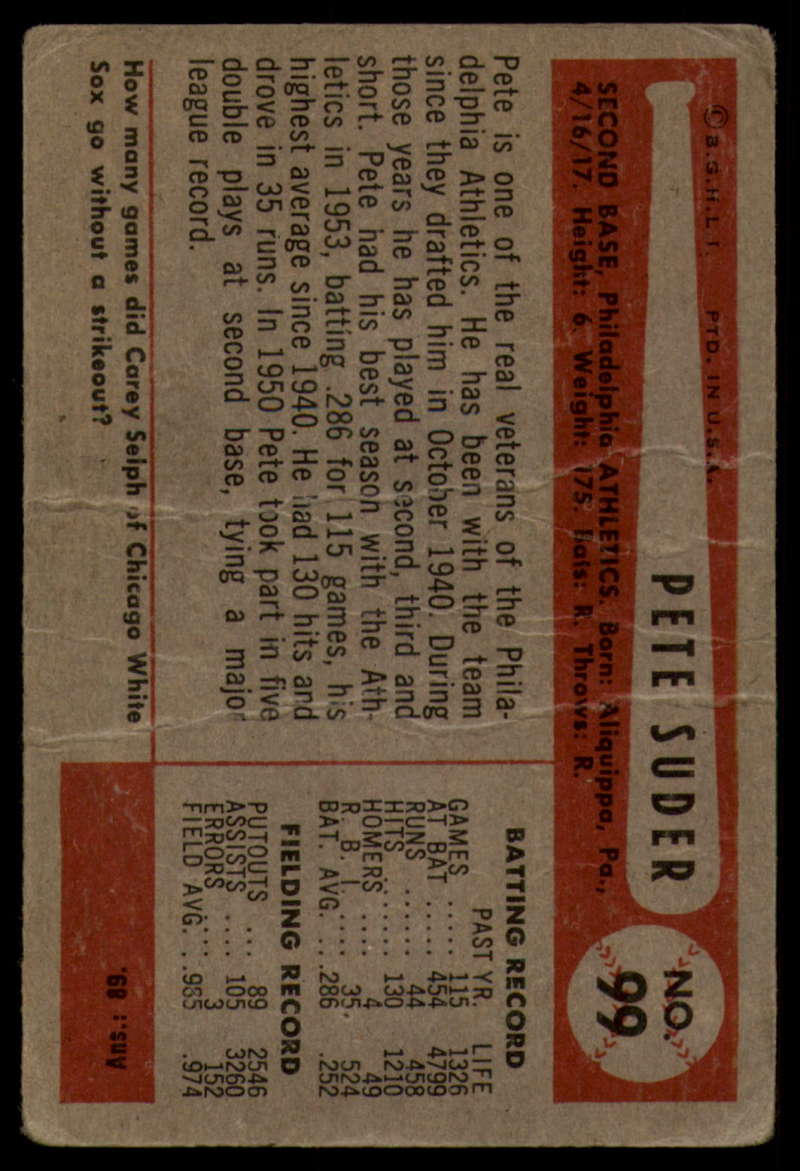 © B.G.H.L.I. PTD. IN U.S.A.
PETE SUDER
NO.
99
SECOND BASE, Philadelphia ATHLETICS. Born: Aliquippa, Pa.,
4/16/17. Height: 6. Weight: 175. Bats: R. Throws: R.
Pete is one of the real veterans of the Phila-
delphia Athletics. He has been with the team
since they drafted him in October 1940. During
those years he has played at second, third and
short. Pete had his best season with the Ath-
letics in 1953, batting .286 for 115 games, his
highest average since 1940. He had 130 hits and
drove in 35 runs. In 1950 Pete took part in five
double plays at second base, tying a major
league record.
BATTING RECORD
PAST YR. LIFE
GAMES ..... 115 1326
AT BAT ..... 454 4799
RUNS ...... 44 458
HITS ...... 130 1210
HOMERS ..... 4 49
R. B. I. .... 35 524
BAT. AVG. .. .286 .252
FIELDING RECORD
PUTOUTS ... 89 2546
ASSISTS .... 105 3260
ERRORS ... 3 152
FIELD AVG. . .985 .974
How many games did Carey Selph of Chicago White
Sox go without a strikeout?
Ans.: 89.